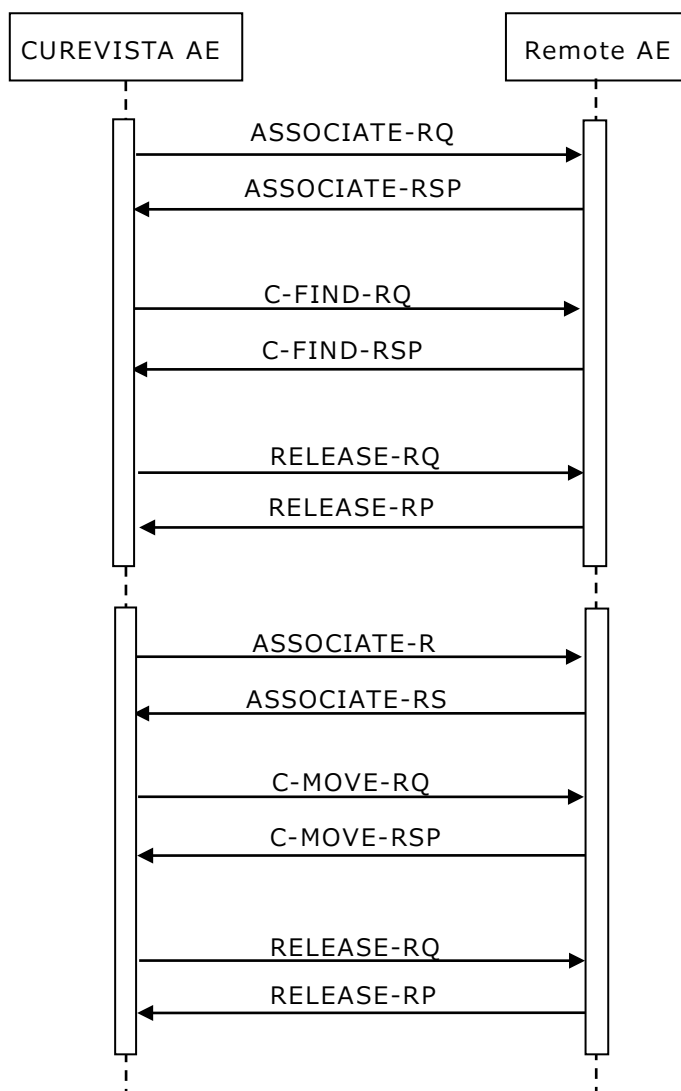 CUREVISTA AE
Remote AE
ASSOCIATE-RQ
ASSOCIATE-RSP
C-FIND-RQ
C-FIND-RSP
RELEASE-RQ
RELEASE-RP
ASSOCIATE-R
ASSOCIATE-RS
C-MOVE-RQ
C-MOVE-RSP
RELEASE-RQ
RELEASE-RP